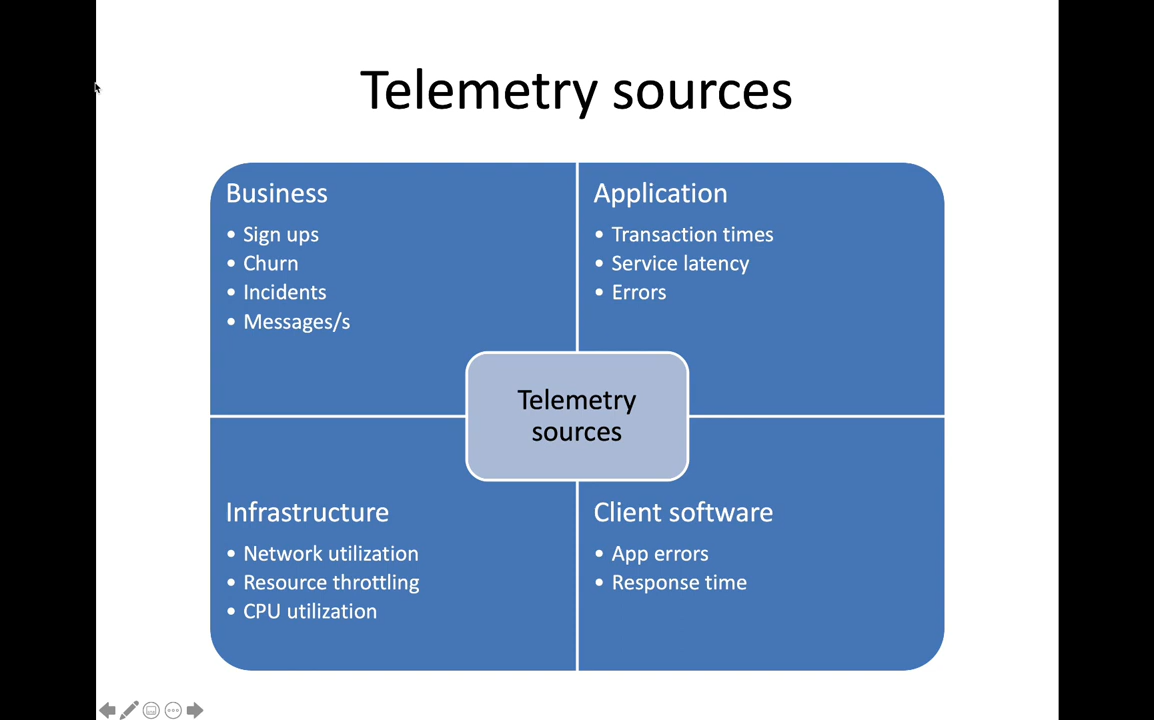 Telemetry sources
Business
• Sign ups
• Churn
• Incidents
• Messages/s
Application
• Transaction times
• Service latency
• Errors
Telemetry
sources
Infrastructure
• Network utilization
• Resource throttling
• CPU utilization
Client software
• App errors
• Response time